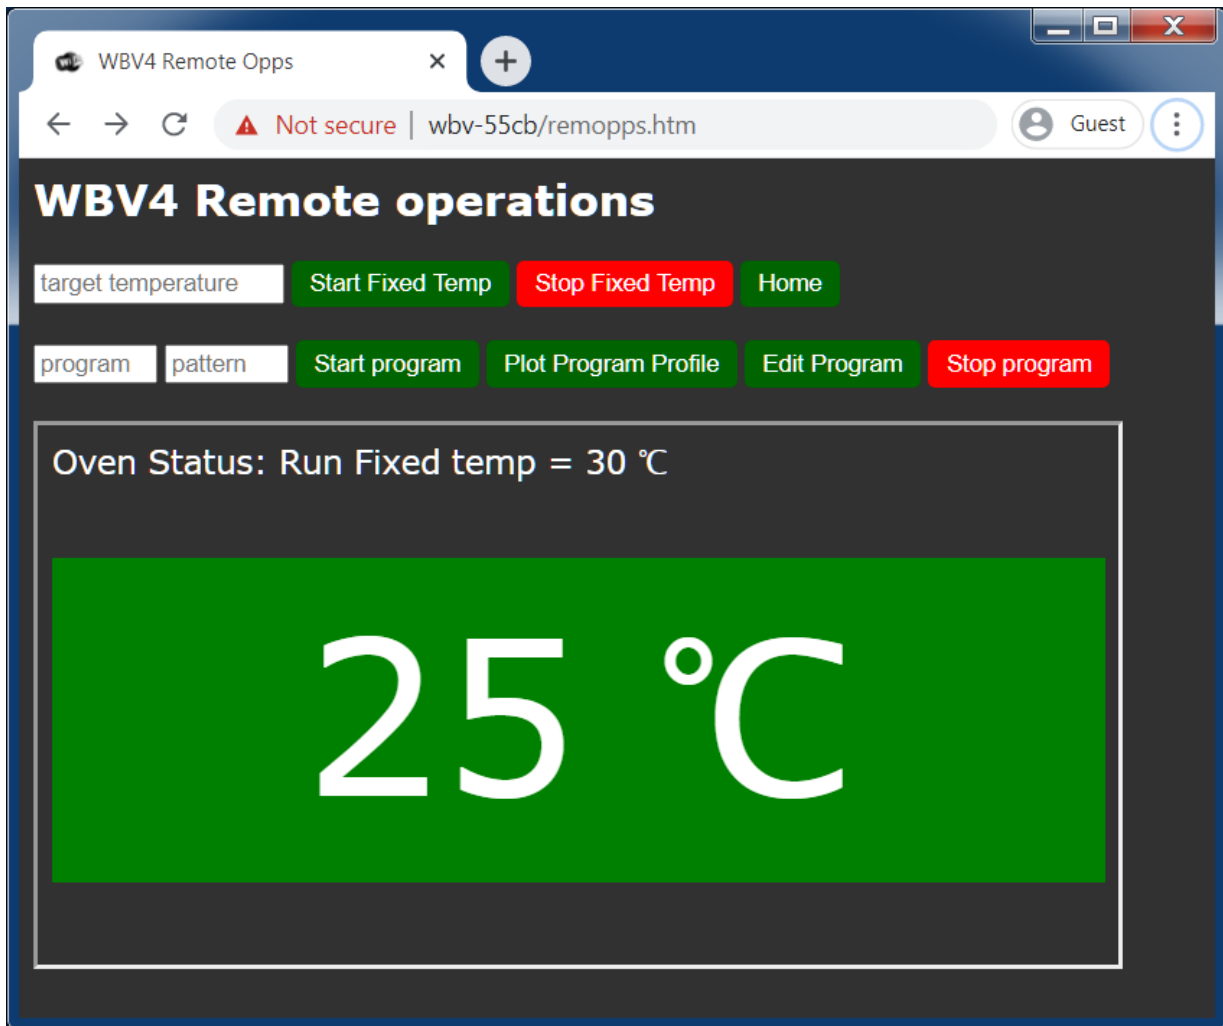 WBV4 Remote Opps
Not secure | wbv-55cb/remopps.htm Guest
WBV4 Remote operations
target temperature Start Fixed Temp Stop Fixed Temp Home
program pattern Start program Plot Program Profile Edit Program Stop program
Oven Status: Run Fixed temp = 30 ℃
25 ℃